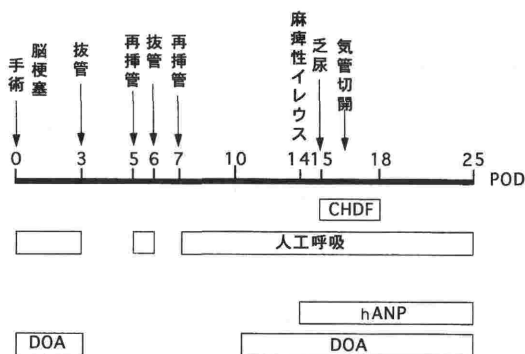 手術
脳梗塞
抜管
再挿管
抜管
再挿管
麻痺性イレウス
乏尿
気管切開
0 3 5 6 7 10 14 15 18 25 POD
CHDF
人工呼吸
hANP
DOA DOA